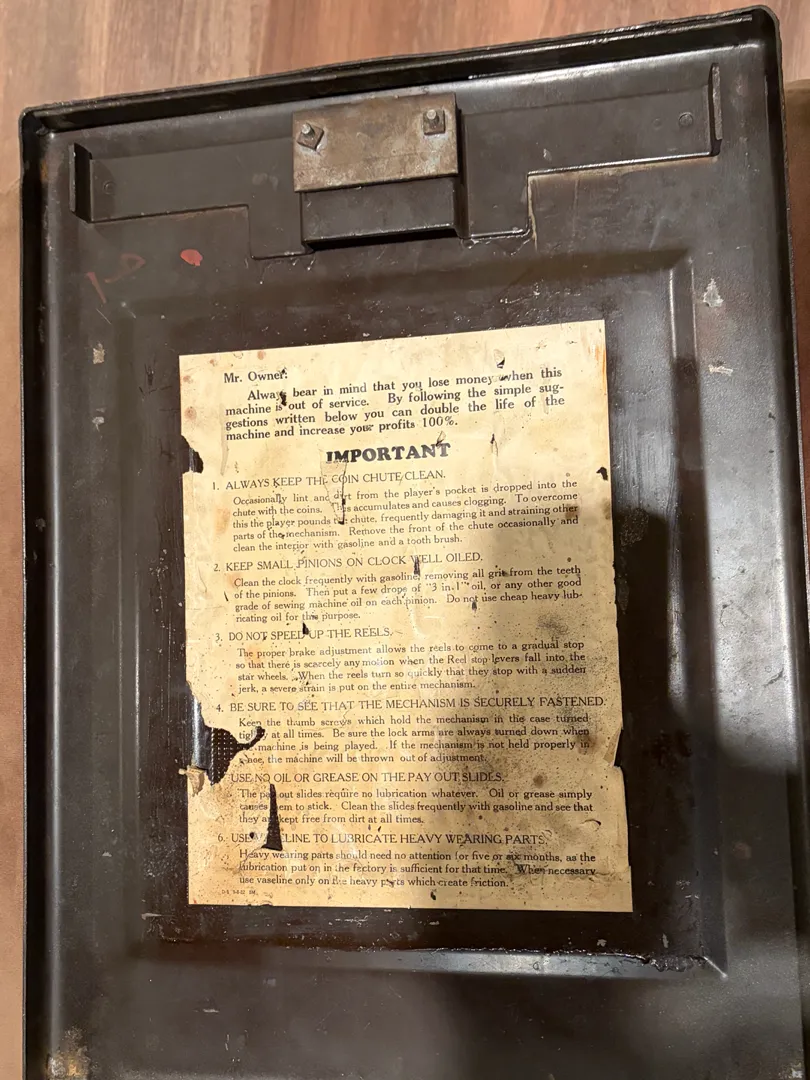 Mr. Owner:
Always bear in mind that you lose money when this
machine is out of service. By following the simple sug-
gestions written below you can double the life of the
machine and increase your profits 100%.
IMPORTANT
1. ALWAYS KEEP THE COIN CHUTE CLEAN.
Occasionally lint and dirt from the player's pocket is dropped into the
chute with the coins. This accumulates and causes clogging. To overcome
this the player pounds the chute, frequently damaging it and straining other
parts of the mechanism. Remove the front of the chute occasionally and
clean the interior with gasoline and a tooth brush.
2. KEEP SMALL PINIONS ON CLOCK WELL OILED.
Clean the clock frequently with gasoline, removing all grit from the teeth
of the pinions. Then put a few drops of "3 in 1" oil, or any other good
grade of sewing machine oil on each pinion. Do not use cheap heavy lub-
ricating oil for this purpose.
3. DO NOT SPEED UP THE REELS.
The proper brake adjustment allows the reels to come to a gradual stop
so that there is scarcely any motion when the Reel stop levers fall into the
star wheels. When the reels turn so quickly that they stop with a sudden
jerk, a severe strain is put on the entire mechanism.
4. BE SURE TO SEE THAT THE MECHANISM IS SECURELY FASTENED.
Keep the thumb screws which hold the mechanism in the case turned
at all times. Be sure the lock arms are always turned down when
machine is being played. If the mechanism is not held properly in
the machine will be thrown out of adjustment.
USE NO OIL OR GREASE ON THE PAY OUT SLIDES.
The pay out slides require no lubrication whatever. Oil or grease simply
causes them to stick. Clean the slides frequently with gasoline and see that
they are kept free from dirt at all times.
6. USE VASELINE TO LUBRICATE HEAVY WEARING PARTS.
Heavy wearing parts should need no attention for five or six months, as the
lubrication put on in the factory is sufficient for that time. When necessary
use vaseline only on the heavy parts which create friction.